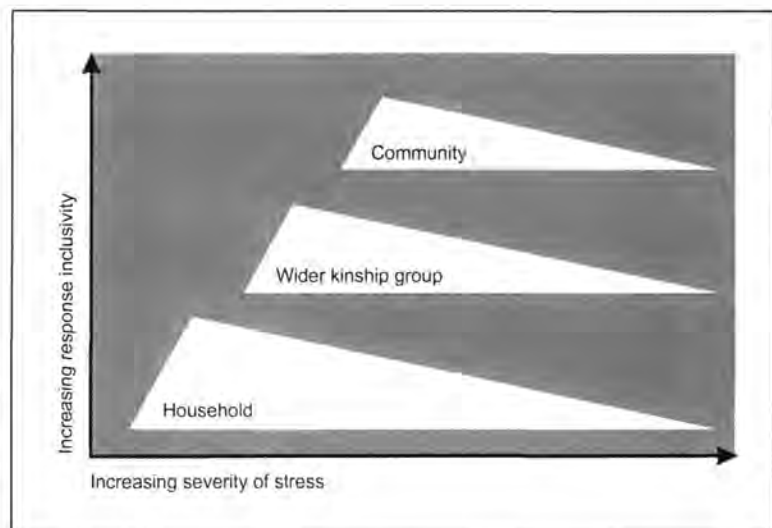 Increasing response inclusivity
Community
Wider kinship group
Household
Increasing severity of stress